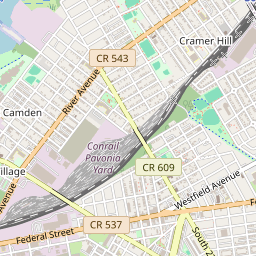 Cramer Hill
CR 543
River Avenue
Camden
Conrail
Pavonia
Yard
CR 609
Village
Westfield Avenue
Avenue
CR 537
Federal Street
South 2